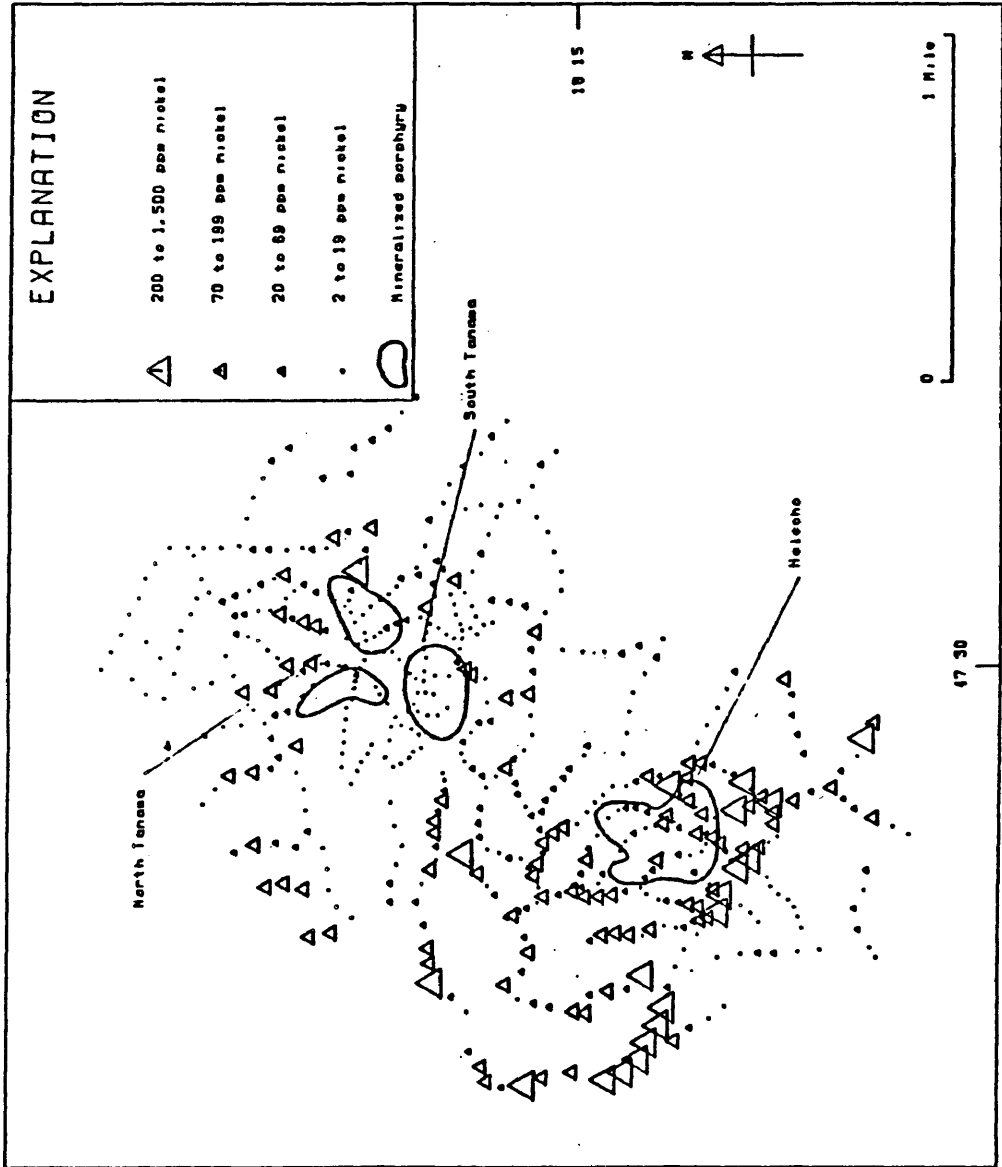 EXPLANATION
200 to 1,500 ppm nickel
70 to 199 ppm nickel
20 to 69 ppm nickel
2 to 19 ppm nickel
Mineralized porphyry
North Tanama
South Tanama
Helecho
18 15
47 30
N
0
1 Mile